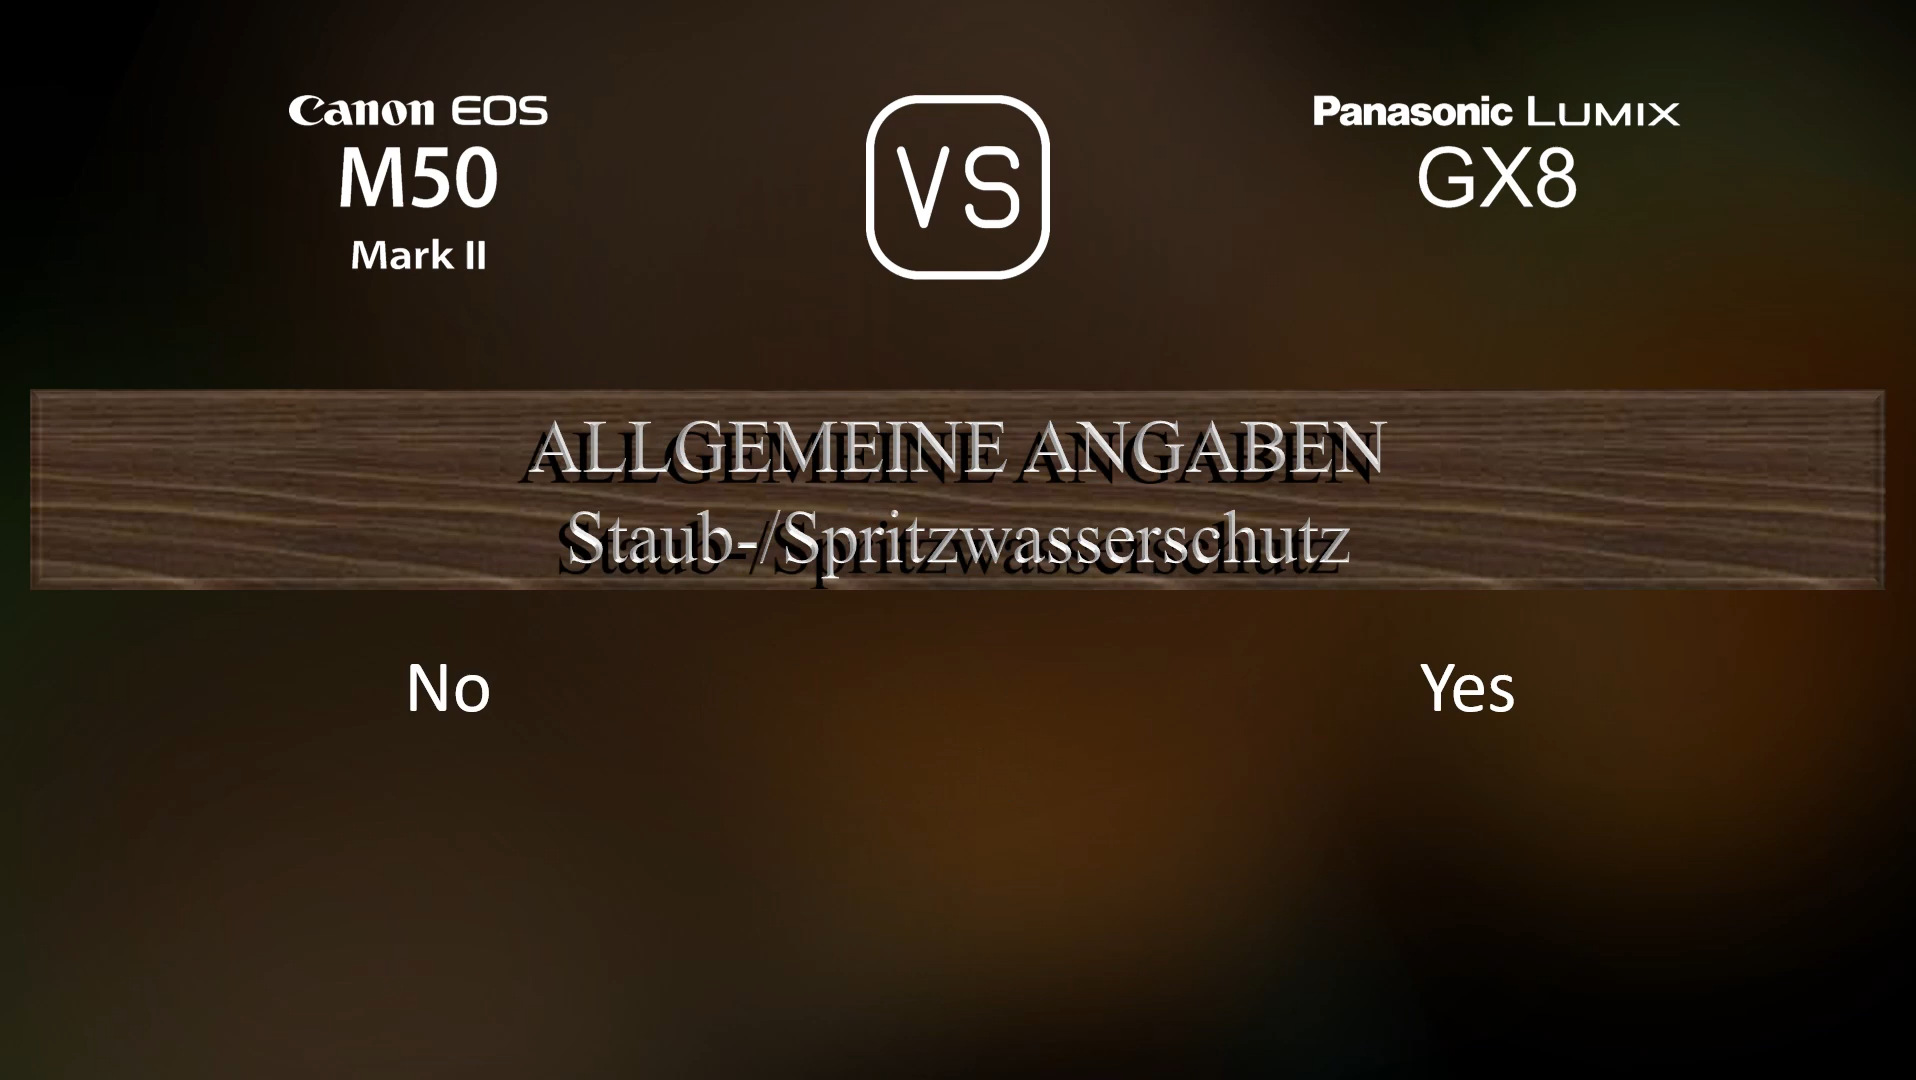 Canon EOS
M50
Mark II
VS
Panasonic LUMIX
GX8
ALLGEMEINE ANGABEN
Staub-/Spritzwasserschutz
No
Yes